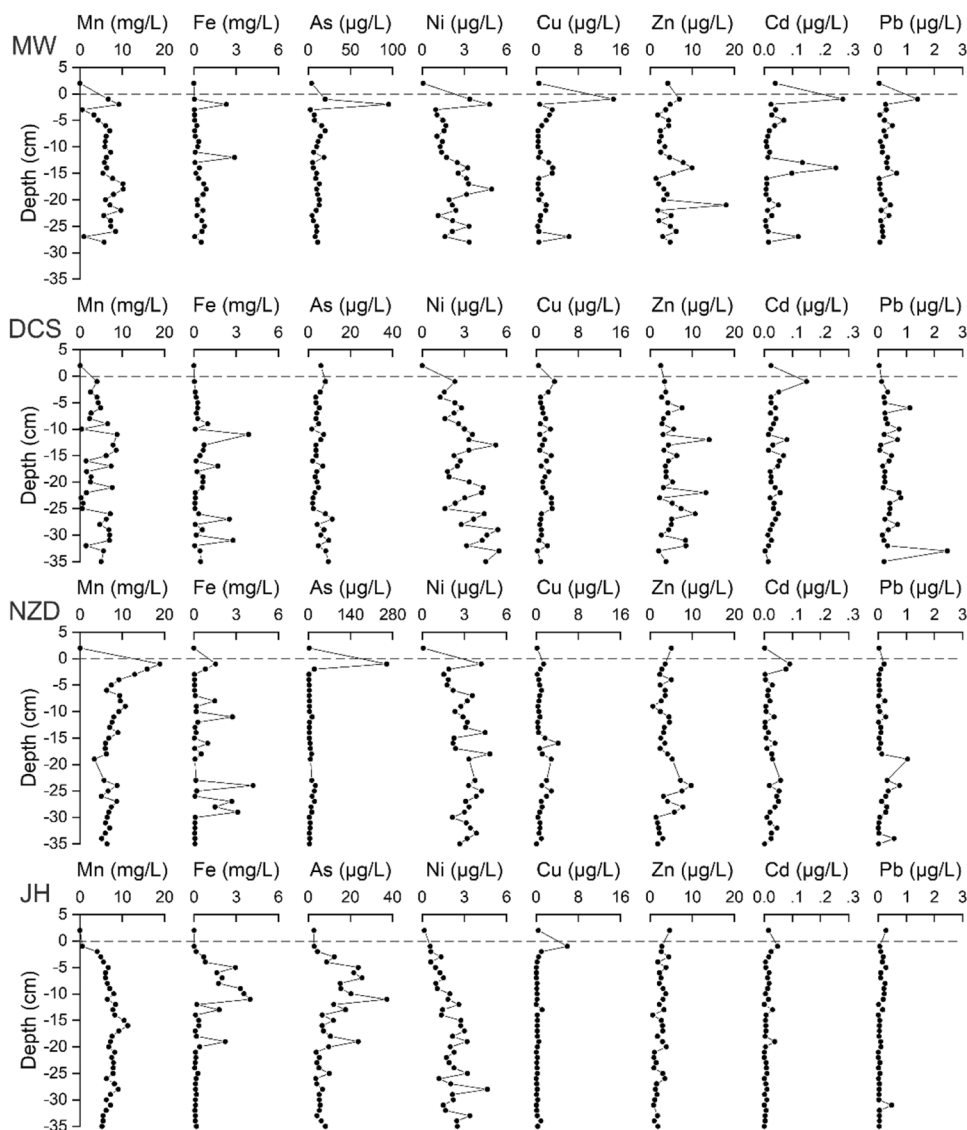 Mn (mg/L) Fe (mg/L) As (µg/L) Ni (µg/L) Cu (µg/L) Zn (µg/L) Cd (µg/L) Pb (µg/L)
MW
0 10 20 0 3 6 0 50 100 0 3 6 0 8 16 0 10 20 0.0 .1 .2 .3 0 1 2 3
5
0
-5
-10
-15
-20
-25
-30
-35
Depth (cm)
Mn (mg/L) Fe (mg/L) As (µg/L) Ni (µg/L) Cu (µg/L) Zn (µg/L) Cd (µg/L) Pb (µg/L)
DCS
0 10 20 0 3 6 0 20 40 0 2 4 6 0 8 16 0 10 20 0.0 .1 .2 .3 0 1 2 3
5
0
-5
-10
-15
-20
-25
-30
-35
Depth (cm)
Mn (mg/L) Fe (mg/L) As (µg/L) Ni (µg/L) Cu (µg/L) Zn (µg/L) Cd (µg/L) Pb (µg/L)
NZD
0 10 20 0 3 6 0 140 280 0 2 4 6 0 8 16 0 10 20 0.0 .1 .2 .3 0 1 2 3
5
0
-5
-10
-15
-20
-25
-30
-35
Depth (cm)
Mn (mg/L) Fe (mg/L) As (µg/L) Ni (µg/L) Cu (µg/L) Zn (µg/L) Cd (µg/L) Pb (µg/L)
JH
0 10 20 0 3 6 0 20 40 0 2 4 6 0 8 16 0 10 20 0.0 .1 .2 .3 0 1 2 3
5
0
-5
-10
-15
-20
-25
-30
-35
Depth (cm)